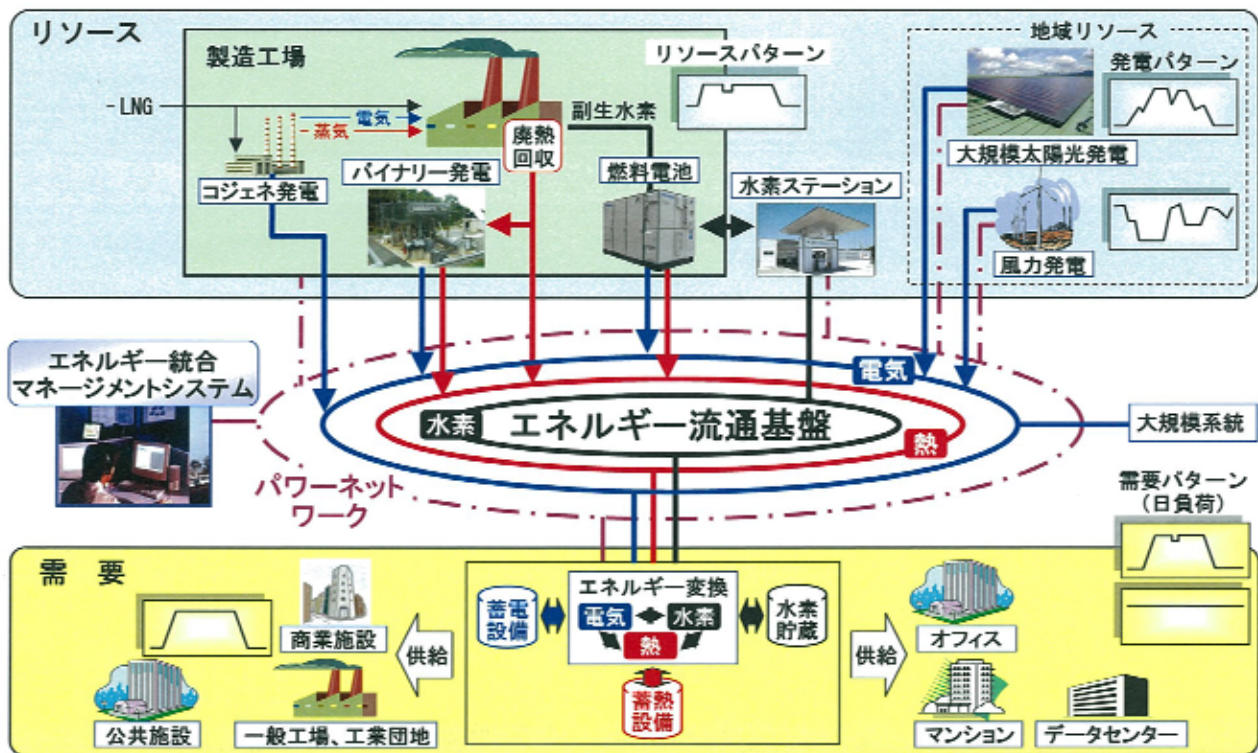 リソース
製造工場
リソースパターン
地域リソース
発電パターン
LNG
電気
蒸気
副生水素
廃熱
回収
大規模太陽光発電
コジェネ発電
バイナリー発電
燃料電池
水素ステーション
風力発電
エネルギー統合
マネージメントシステム
電気
水素
エネルギー流通基盤
熱
大規模系統
パワーネット
ワーク
需要パターン
(日負荷)
需 要
エネルギー変換
蓄電
設備
電気
水素
水素
貯蔵
熱
オフィス
商業施設
供給
供給
蓄熱
設備
公共施設
一般工場、工業団地
マンション
データセンター